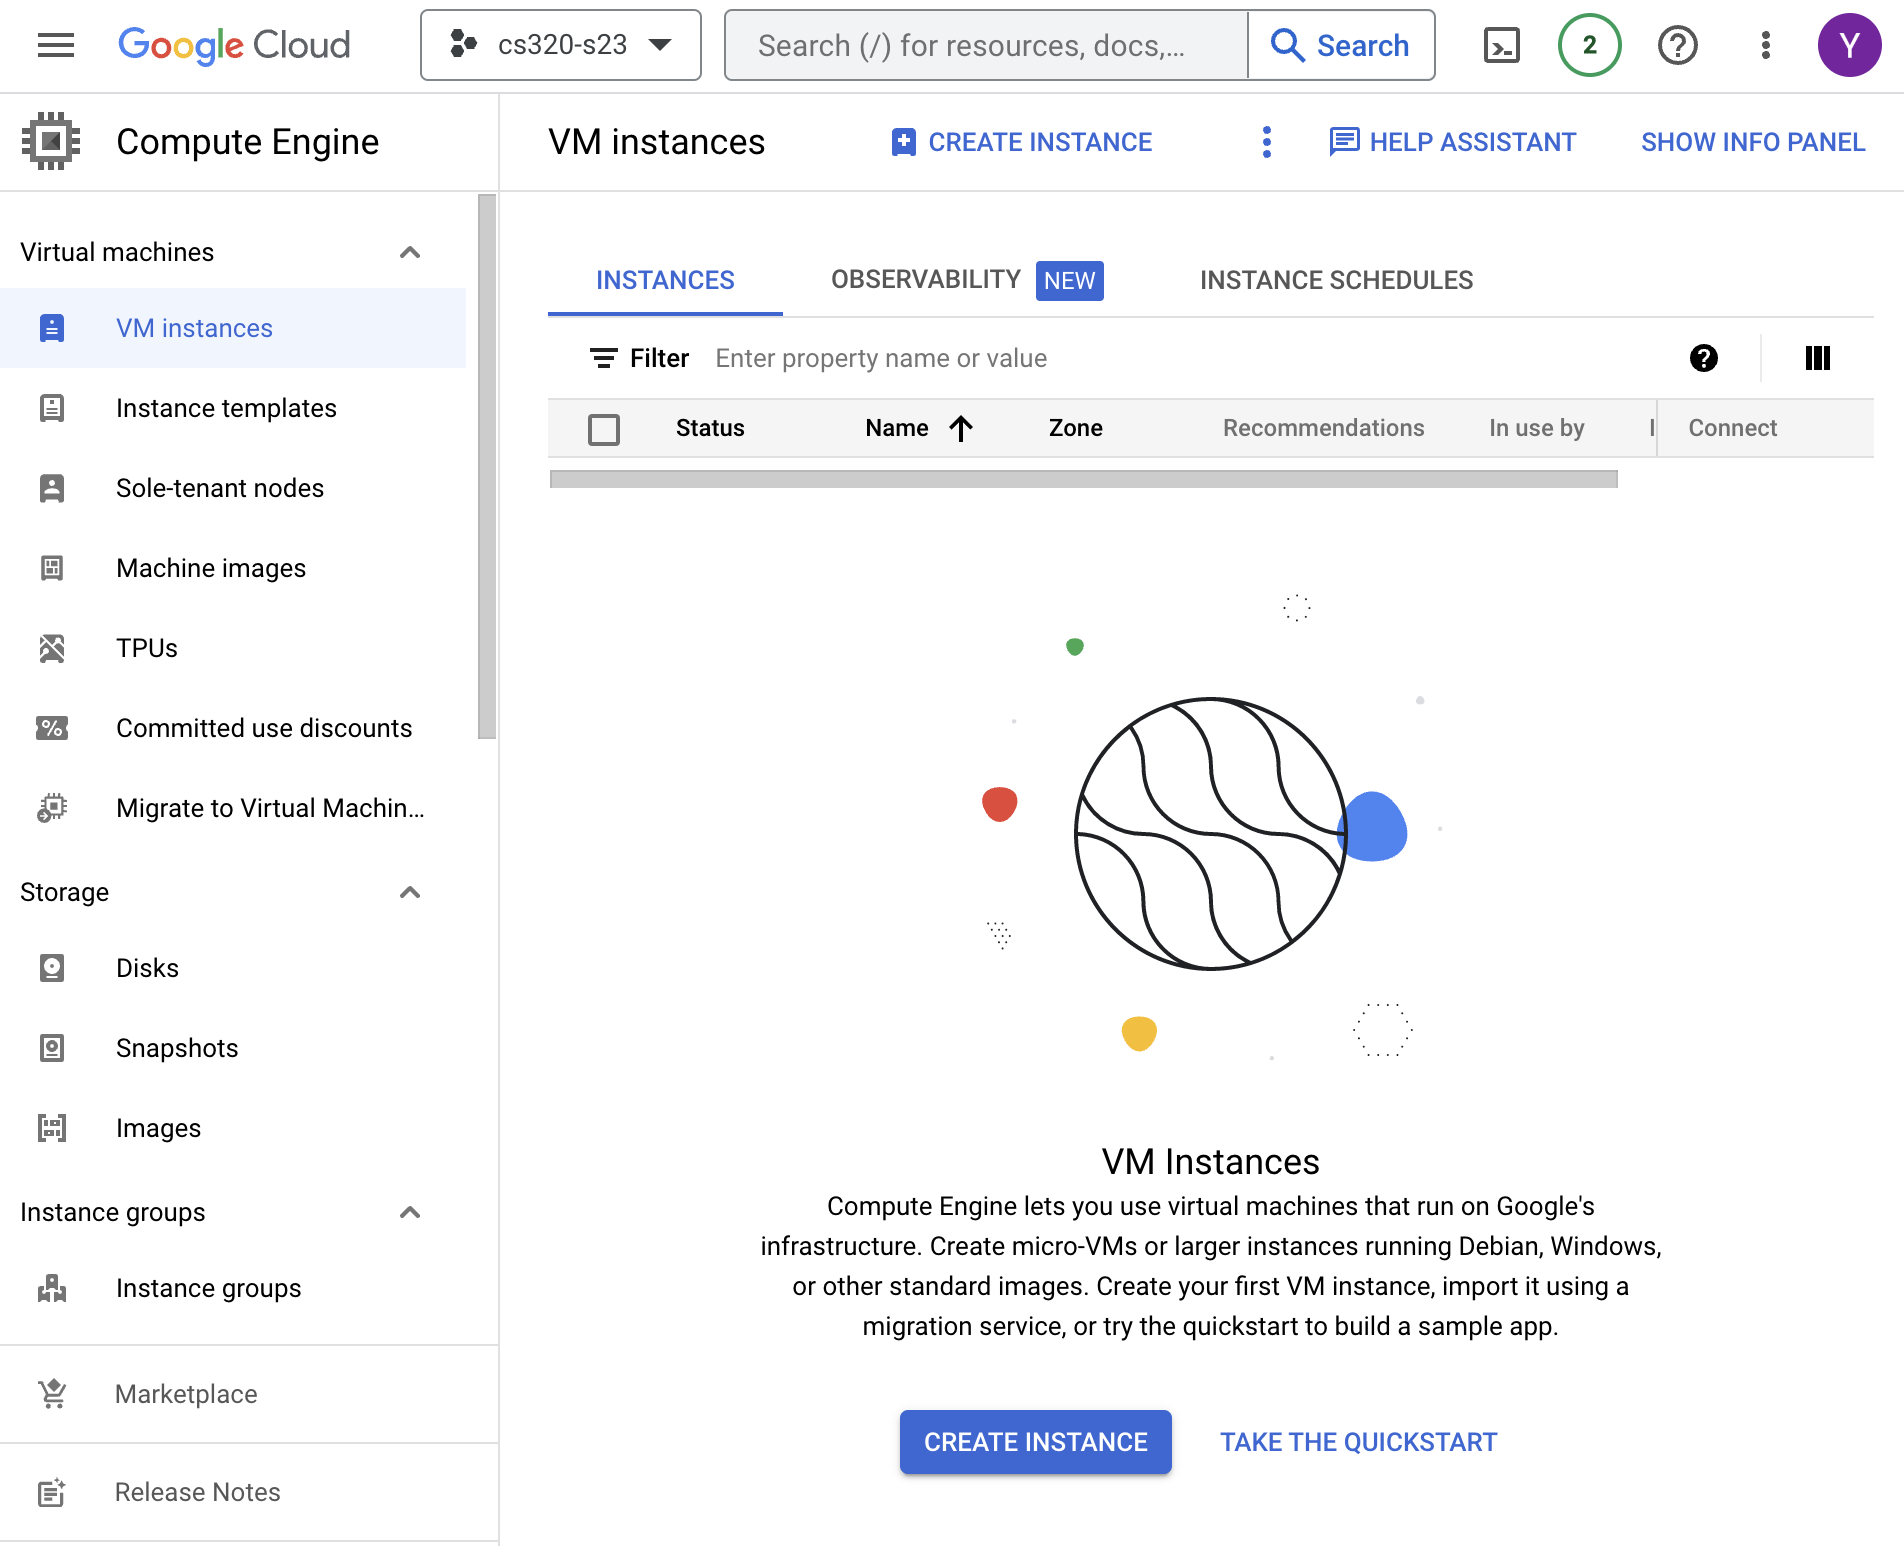 Google Cloud
cs320-s23
Search (/) for resources, docs,...
Search
2
Y
Compute Engine
VM instances
CREATE INSTANCE
HELP ASSISTANT
SHOW INFO PANEL
Virtual machines
VM instances
Instance templates
Sole-tenant nodes
Machine images
TPUs
Committed use discounts
Migrate to Virtual Machin...
Storage
Disks
Snapshots
Images
Instance groups
Instance groups
Marketplace
Release Notes
INSTANCES
OBSERVABILITY NEW
INSTANCE SCHEDULES
Filter Enter property name or value
Status Name Zone Recommendations In use by I Connect
VM Instances
Compute Engine lets you use virtual machines that run on Google's
infrastructure. Create micro-VMs or larger instances running Debian, Windows,
or other standard images. Create your first VM instance, import it using a
migration service, or try the quickstart to build a sample app.
CREATE INSTANCE
TAKE THE QUICKSTART